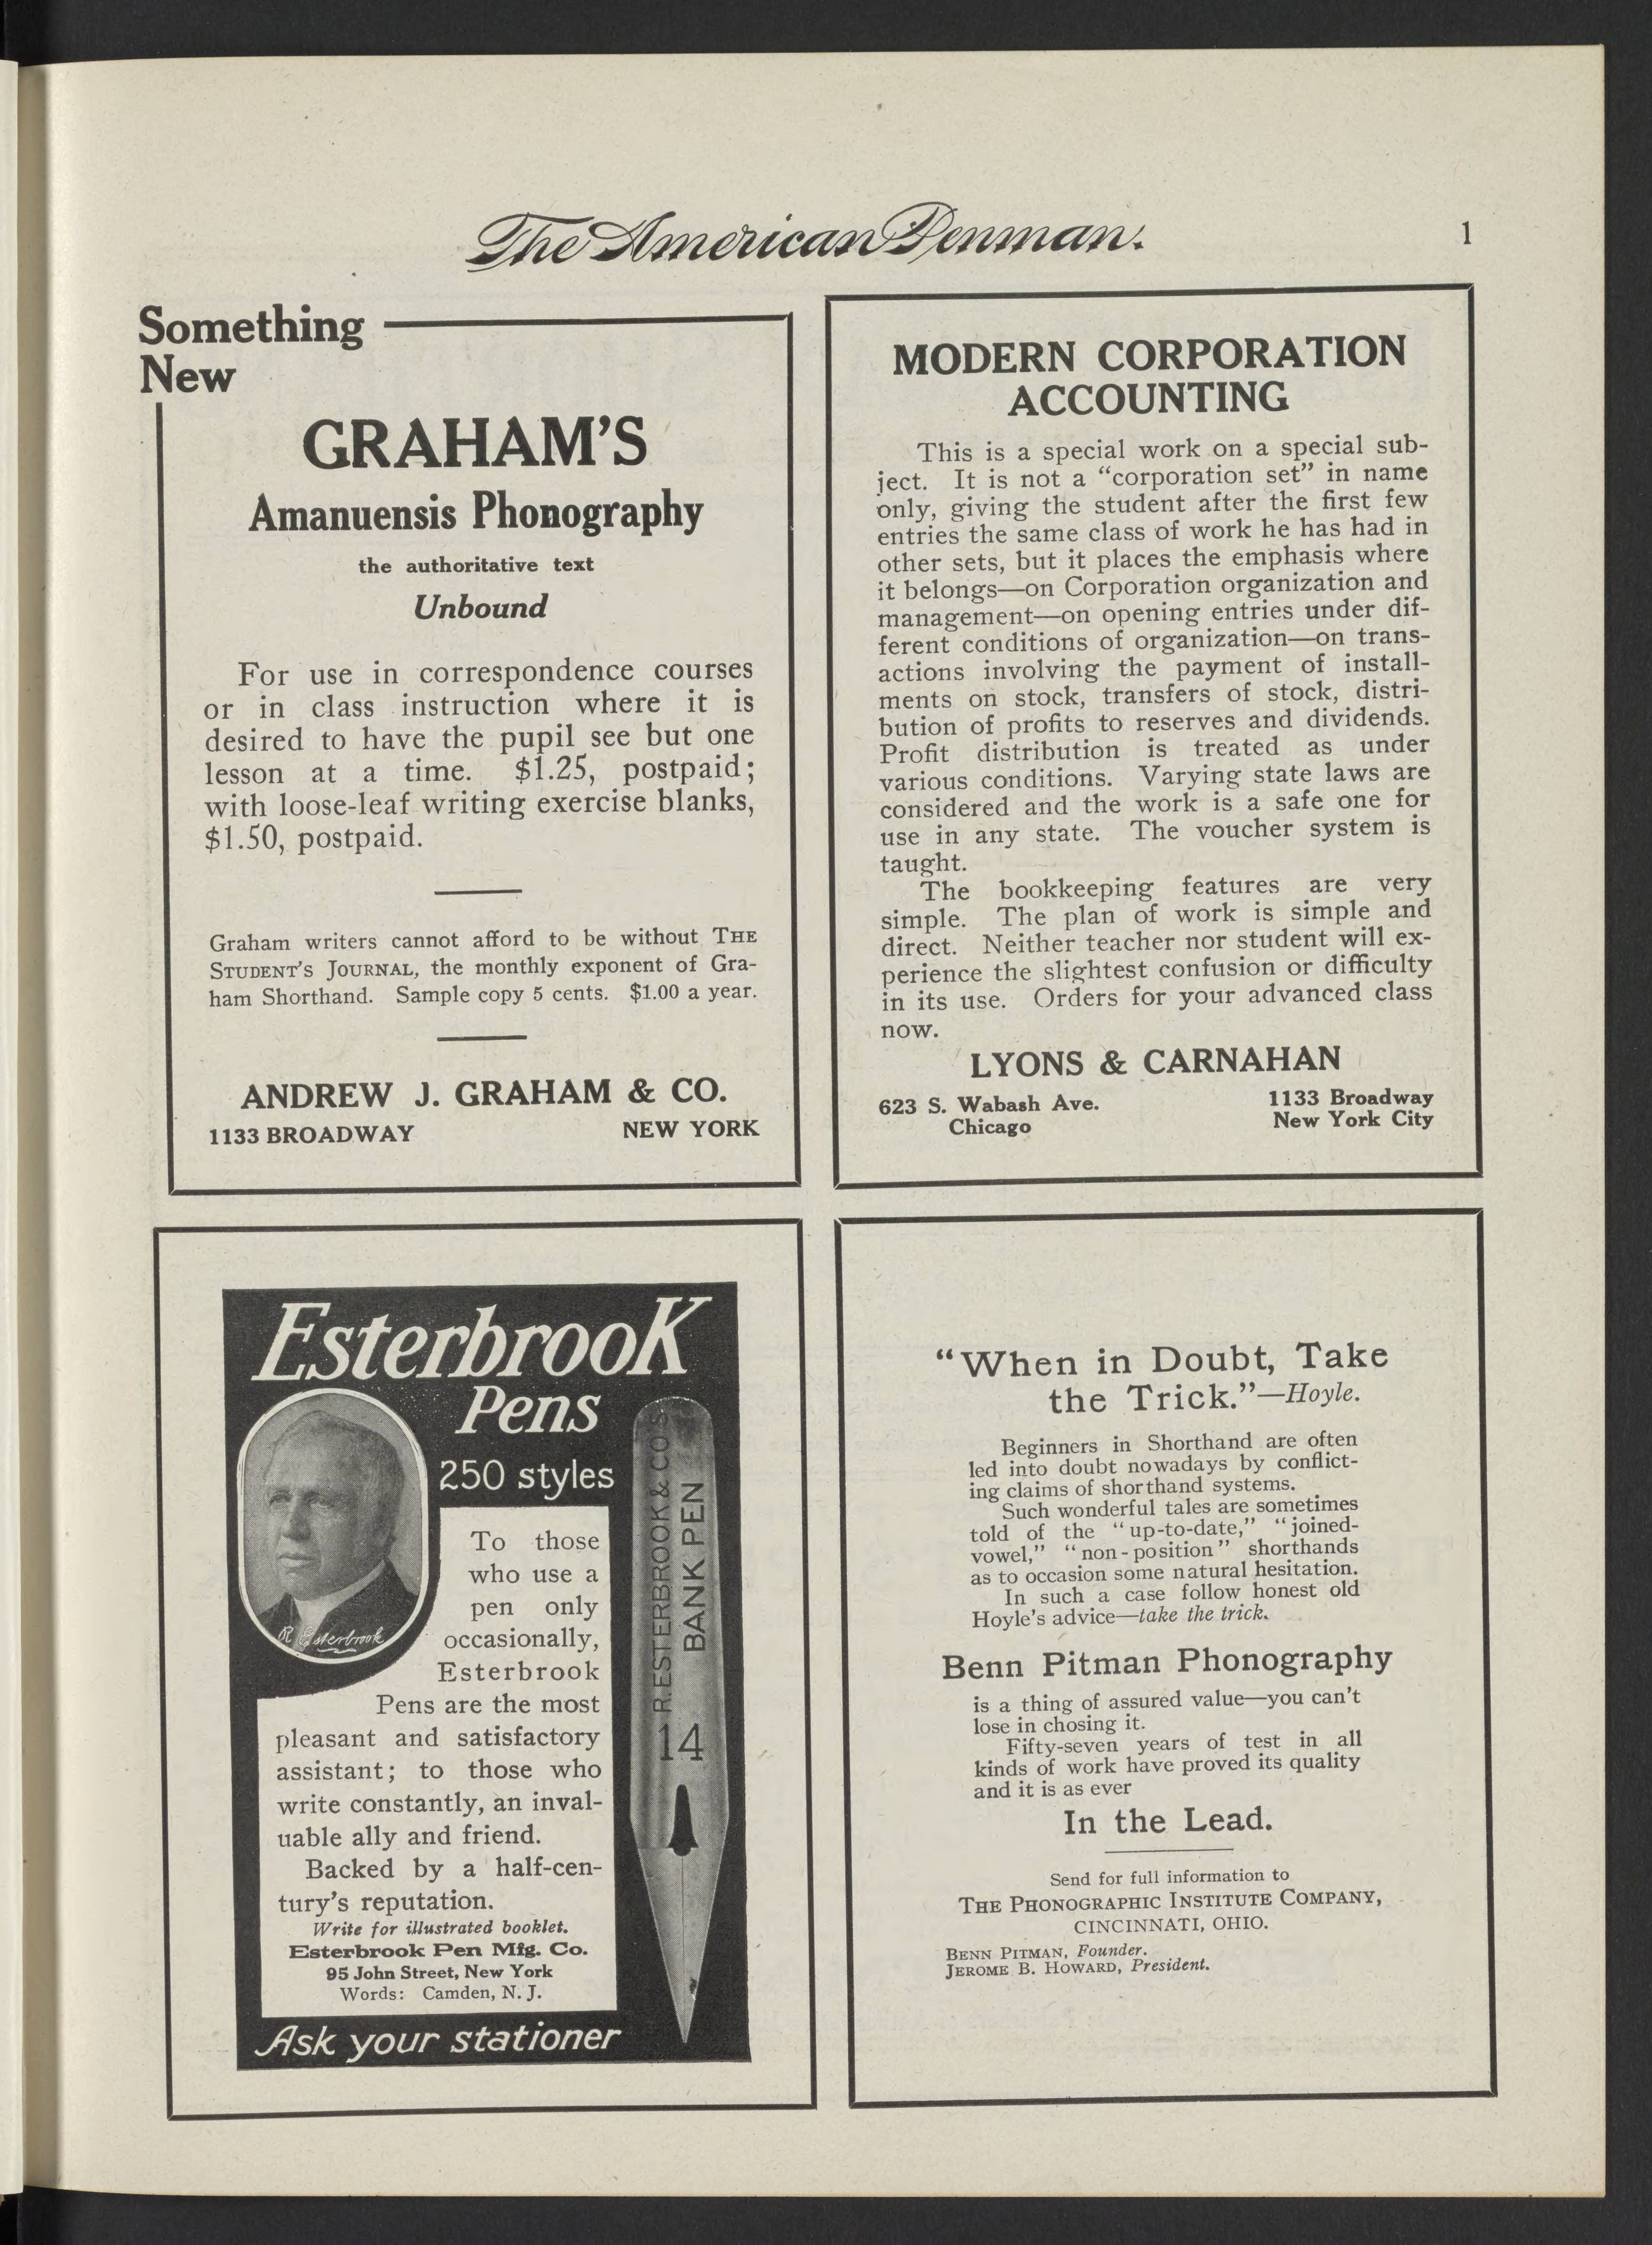 The American Penman.
1
Something
New
GRAHAM'S
Amanuensis Phonography
the authoritative text
Unbound
For use in correspondence courses
or in class instruction where it is
desired to have the pupil see but one
lesson at a time. $1.25, postpaid;
with loose-leaf writing exercise blanks,
$1.50, postpaid.
Graham writers cannot afford to be without THE
STUDENT'S JOURNAL, the monthly exponent of Gra-
ham Shorthand. Sample copy 5 cents. $1.00 a year.
ANDREW J. GRAHAM & CO.
1133 BROADWAY NEW YORK
MODERN CORPORATION
ACCOUNTING
This is a special work on a special sub-
ject. It is not a “corporation set” in name
only, giving the student after the first few
entries the same class of work he has had in
other sets, but it places the emphasis where
it belongs—on Corporation organization and
management—on opening entries under dif-
ferent conditions of organization—on trans-
actions involving the payment of install-
ments on stock, transfers of stock, distri-
bution of profits to reserves and dividends.
Profit distribution is treated as under
various conditions. Varying state laws are
considered and the work is a safe one for
use in any state. The voucher system is
taught.
The bookkeeping features are very
simple. The plan of work is simple and
direct. Neither teacher nor student will ex-
perience the slightest confusion or difficulty
in its use. Orders for your advanced class
now.
LYONS & CARNAHAN
623 S. Wabash Ave. 1133 Broadway
Chicago New York City
Esterbrook
Pens
250 styles
R. Esterbrook
To those
who use a
pen only
occasionally,
Esterbrook
Pens are the most
pleasant and satisfactory
assistant; to those who
write constantly, an inval-
uable ally and friend.
Backed by a half-cen-
tury's reputation.
Write for illustrated booklet.
Esterbrook Pen Mfg. Co.
95 John Street, New York
Words: Camden, N. J.
Ask your stationer
R. ESTERBROOK & CO'S
BANK PEN
14
“When in Doubt, Take
the Trick.”—Hoyle.
Beginners in Shorthand are often
led into doubt nowadays by conflict-
ing claims of shorthand systems.
Such wonderful tales are sometimes
told of the “up-to-date,” “joined-
vowel,” “non-position” shorthands
as to occasion some natural hesitation.
In such a case follow honest old
Hoyle's advice—take the trick.
Benn Pitman Phonography
is a thing of assured value—you can't
lose in chosing it.
Fifty-seven years of test in all
kinds of work have proved its quality
and it is as ever
In the Lead.
Send for full information to
THE PHONOGRAPHIC INSTITUTE COMPANY,
CINCINNATI, OHIO.
BENN PITMAN, Founder.
JEROME B. HOWARD, President.